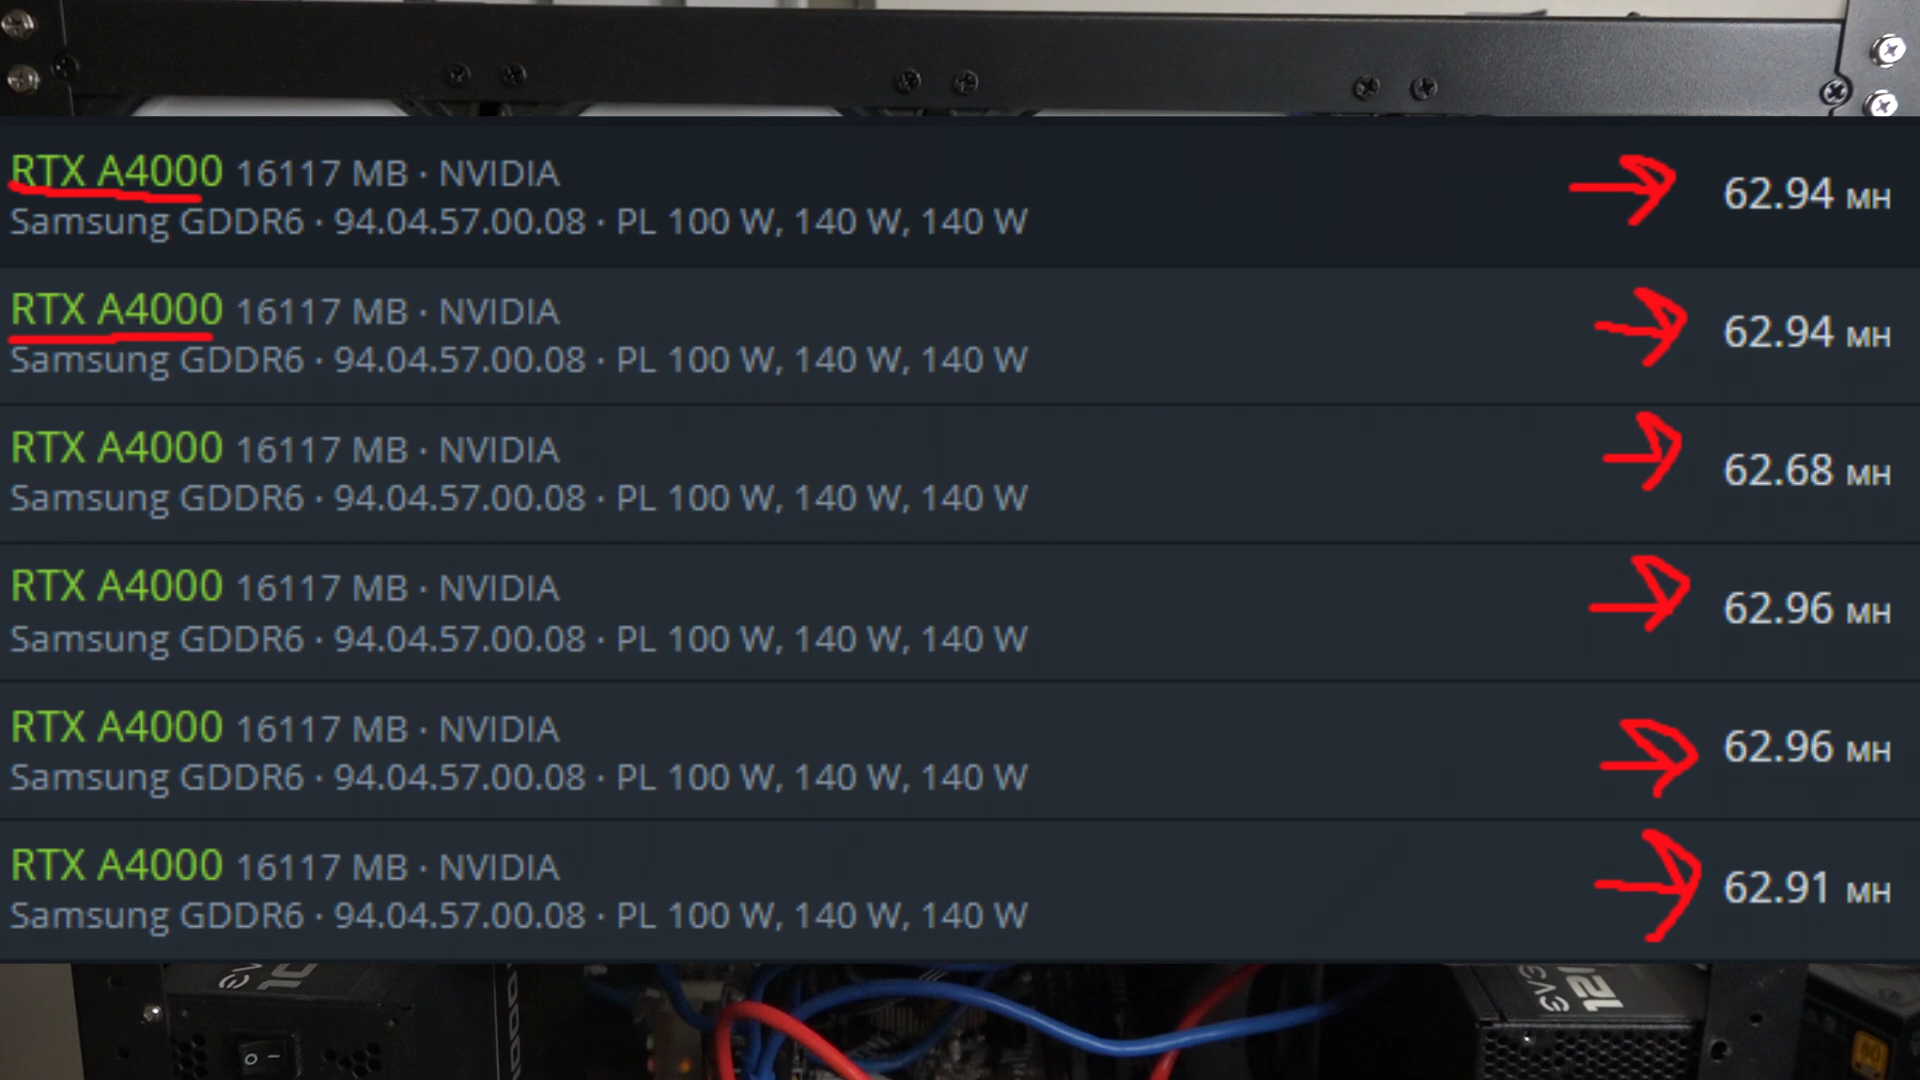 RTX A4000 16117 MB · NVIDIA
62.94 MH
Samsung GDDR6 · 94.04.57.00.08 · PL 100 W, 140 W, 140 W
RTX A4000 16117 MB · NVIDIA
62.94 MH
Samsung GDDR6 · 94.04.57.00.08 · PL 100 W, 140 W, 140 W
RTX A4000 16117 MB · NVIDIA
62.68 MH
Samsung GDDR6 · 94.04.57.00.08 · PL 100 W, 140 W, 140 W
RTX A4000 16117 MB · NVIDIA
62.96 MH
Samsung GDDR6 · 94.04.57.00.08 · PL 100 W, 140 W, 140 W
RTX A4000 16117 MB · NVIDIA
62.96 MH
Samsung GDDR6 · 94.04.57.00.08 · PL 100 W, 140 W, 140 W
RTX A4000 16117 MB · NVIDIA
62.91 MH
Samsung GDDR6 · 94.04.57.00.08 · PL 100 W, 140 W, 140 W
EVGA
EVGA